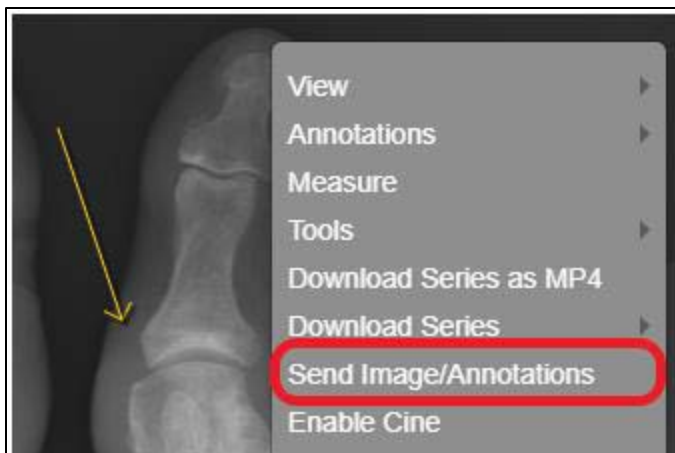 View
Annotations
Measure
Tools
Download Series as MP4
Download Series
Send Image/Annotations
Enable Cine